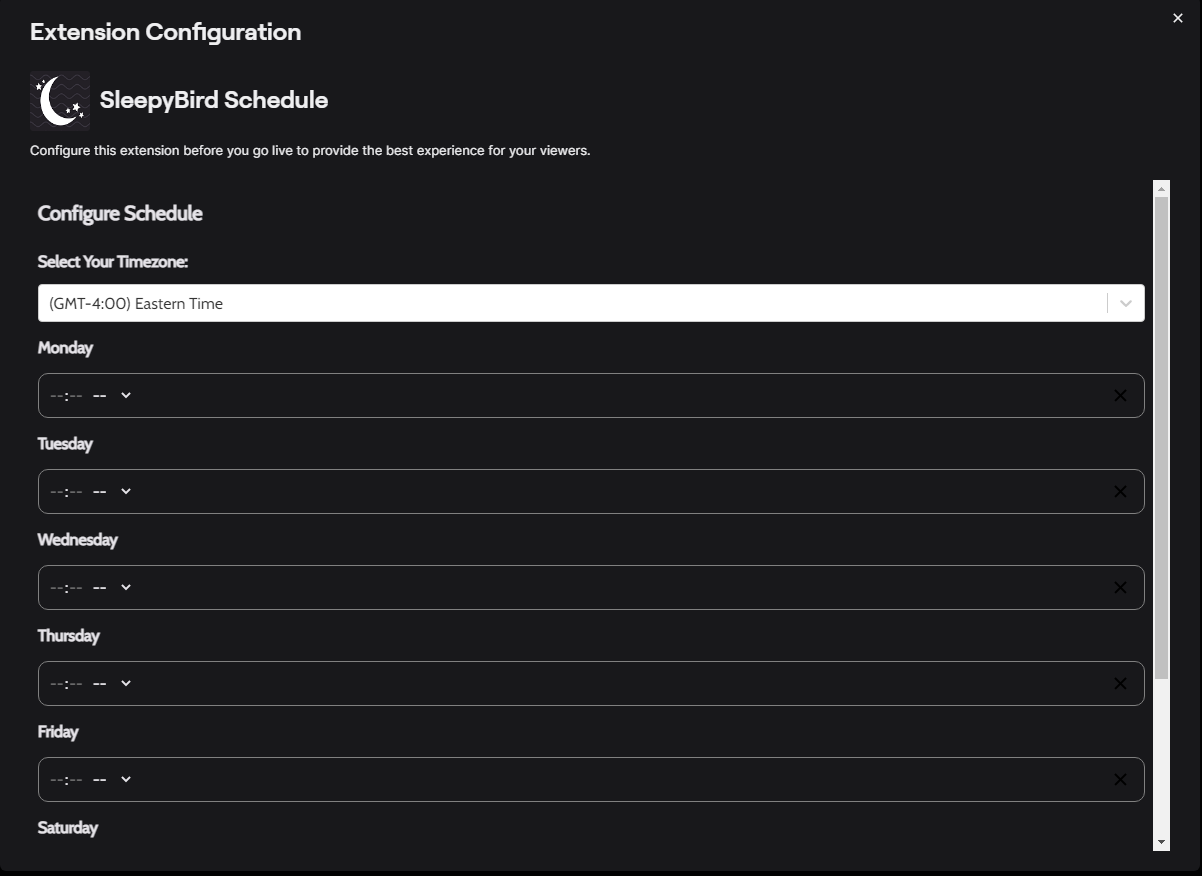 Extension Configuration
SleepyBird Schedule
Configure this extension before you go live to provide the best experience for your viewers.
Configure Schedule
Select Your Timezone:
(GMT-4:00) Eastern Time
Monday
--:-- --
Tuesday
--:-- --
Wednesday
--:-- --
Thursday
--:-- --
Friday
--:-- --
Saturday